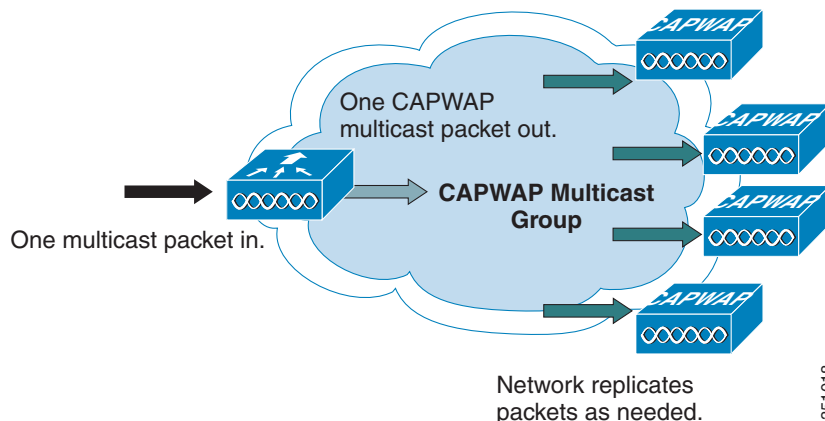 CAPWAP
One CAPWAP
multicast packet out.
CAPWAP
CAPWAP Multicast
Group
One multicast packet in.
CAPWAP
CAPWAP
Network replicates
packets as needed.